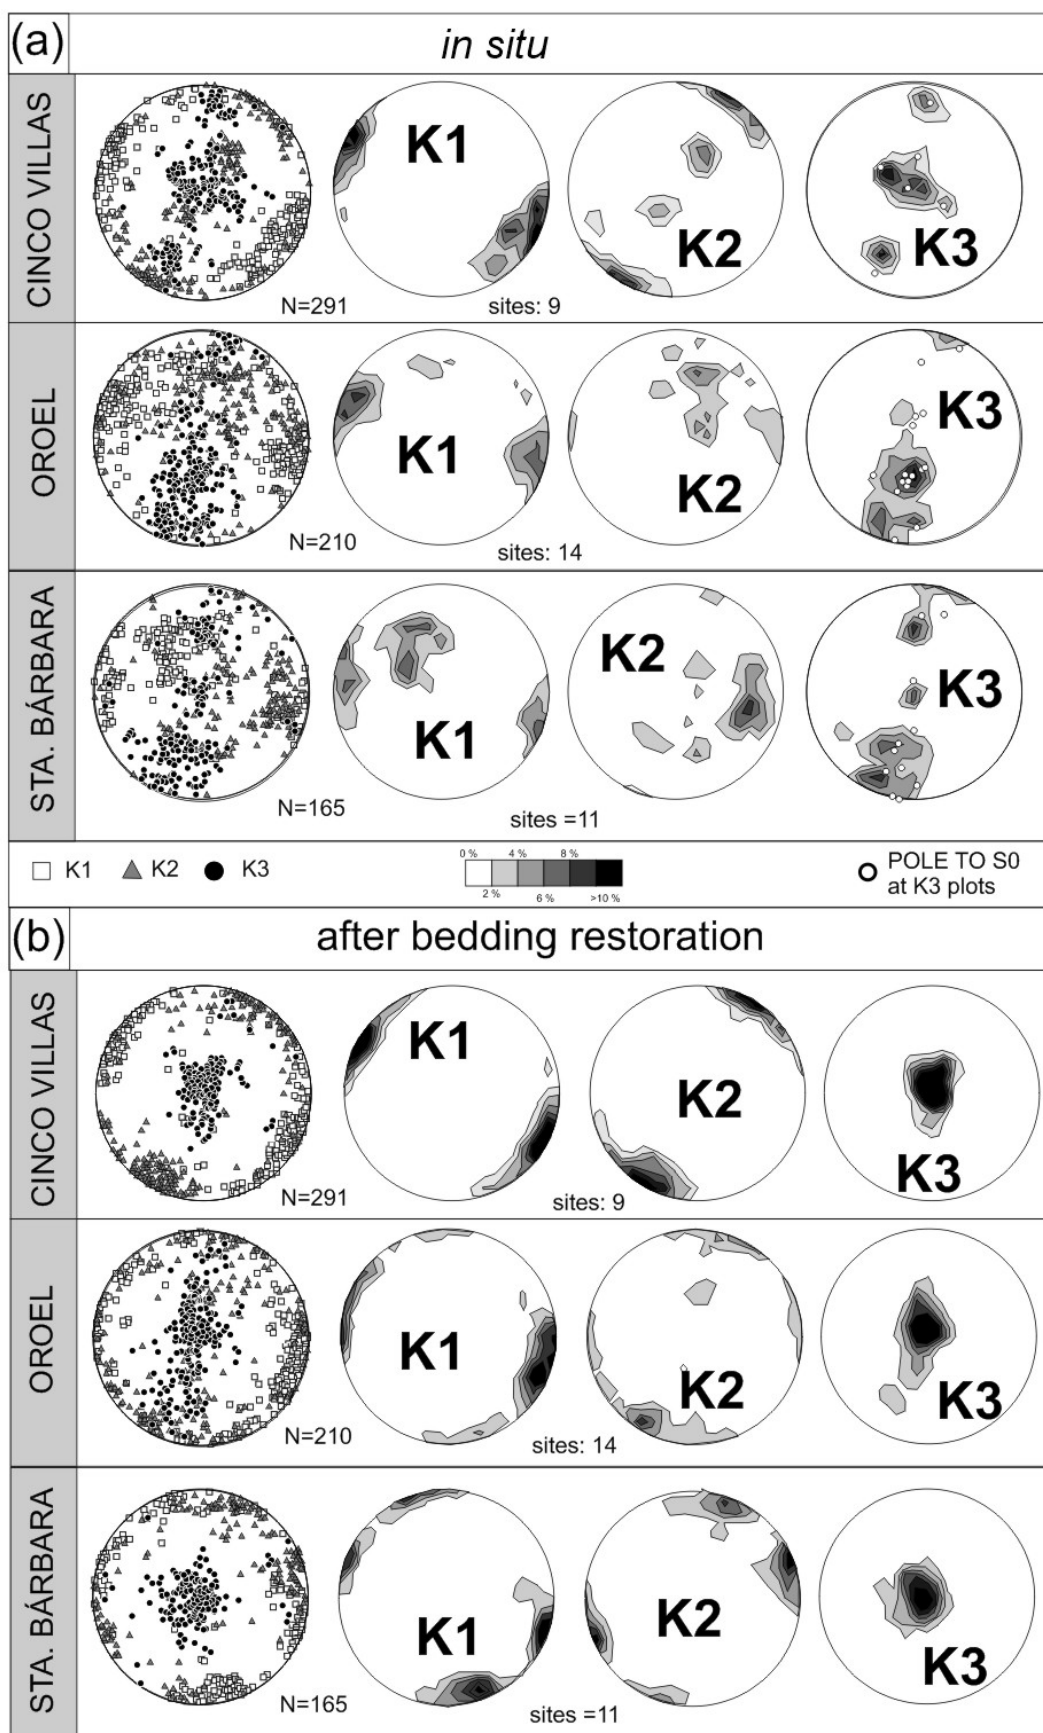 (a)
in situ
CINCO VILLAS
K1
K2
K3
N=291
sites: 9
OROEL
K1
K2
K3
N=210
sites: 14
STA. BÁRBARA
K1
K2
K3
N=165
sites =11
K1
K2
K3
0 %
4 %
8 %
2 %
6 %
>10 %
POLE TO S0
at K3 plots
(b)
after bedding restoration
CINCO VILLAS
K1
K2
K3
N=291
sites: 9
OROEL
K1
K2
K3
N=210
sites: 14
STA. BÁRBARA
K1
K2
K3
N=165
sites =11